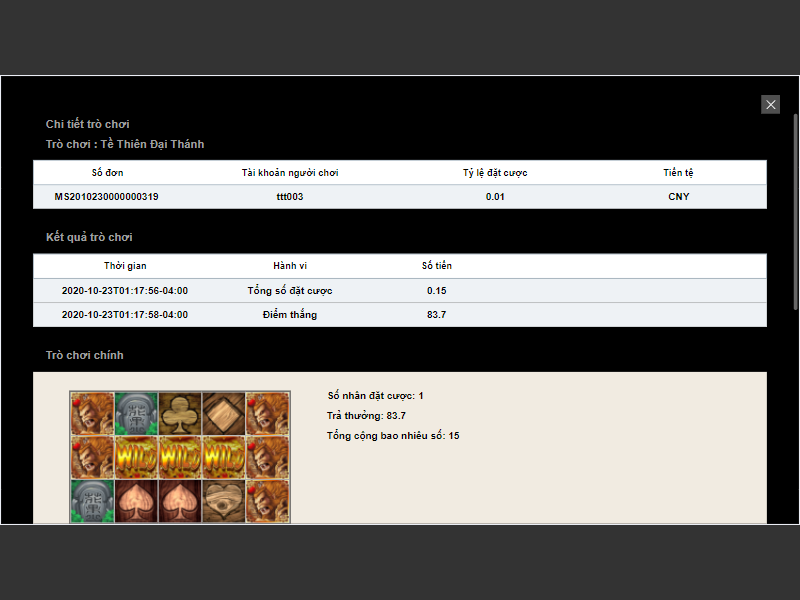 Chi tiết trò chơi
Trò chơi : Tề Thiên Đại Thánh
Số đơn Tài khoản người chơi Tỷ lệ đặt cược Tiền tệ
MS2010230000000319 ttt003 0.01 CNY
Kết quả trò chơi
Thời gian Hành vi Số tiền
2020-10-23T01:17:56-04:00 Tổng số đặt cược 0.15
2020-10-23T01:17:58-04:00 Điểm thắng 83.7
Trò chơi chính
Số nhân đặt cược: 1
Trả thưởng: 83.7
Tổng cộng bao nhiêu số: 15
WILD WILD WILD